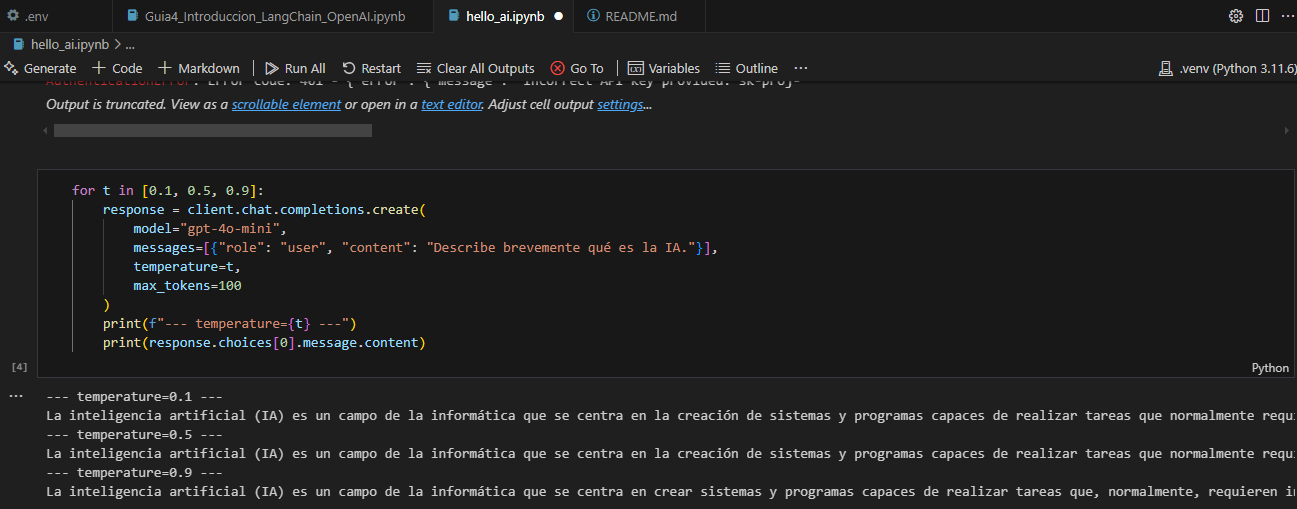 .env Guia4_Introduccion_LangChain_OpenAI.ipynb hello_ai.ipynb README.md
hello_ai.ipynb > ...
Generate + Code + Markdown Run All Restart Clear All Outputs Go To Variables Outline ... .venv (Python 3.11.6)
AuthenticationError: Error code: 401 - { 'error': { 'message': 'Incorrect API key provided: sk-proj-
Output is truncated. View as a scrollable element or open in a text editor. Adjust cell output settings...
for t in [0.1, 0.5, 0.9]:
response = client.chat.completions.create(
model="gpt-4o-mini",
messages=[{"role": "user", "content": "Describe brevemente qué es la IA."}],
temperature=t,
max_tokens=100
)
print(f"--- temperature={t} ---")
print(response.choices[0].message.content)
[4]
Python
--- temperature=0.1 ---
La inteligencia artificial (IA) es un campo de la informática que se centra en la creación de sistemas y programas capaces de realizar tareas que normalmente requi
--- temperature=0.5 ---
La inteligencia artificial (IA) es un campo de la informática que se centra en la creación de sistemas y programas capaces de realizar tareas que normalmente requi
--- temperature=0.9 ---
La inteligencia artificial (IA) es un campo de la informática que se centra en crear sistemas y programas capaces de realizar tareas que, normalmente, requieren i